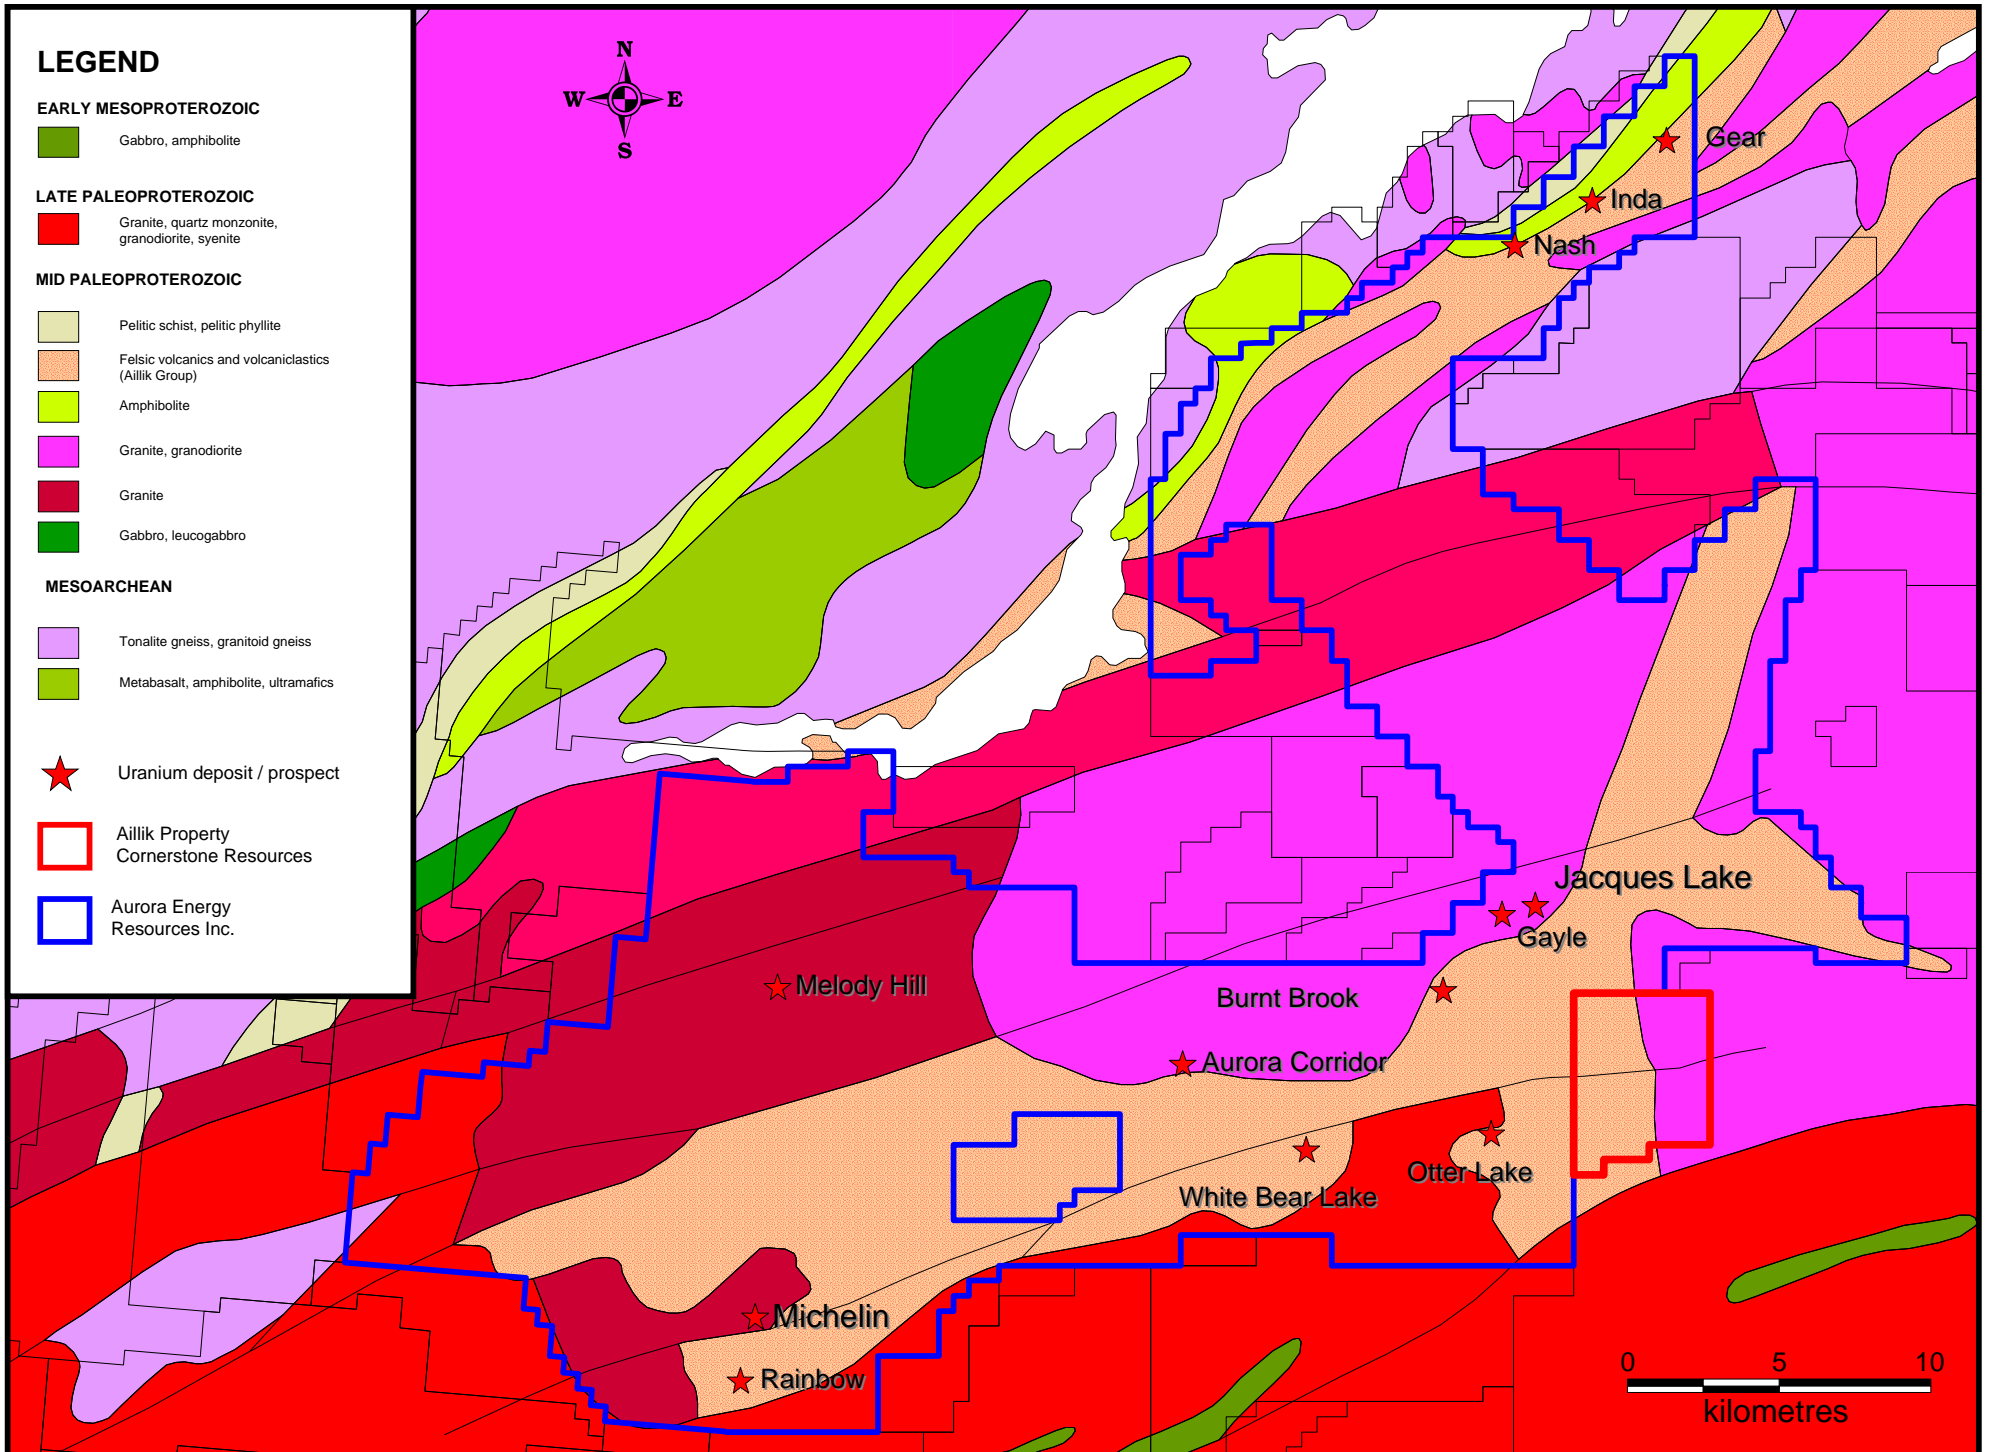 LEGEND
EARLY MESOPROTEROZOIC
Gabbro, amphibolite
LATE PALEOPROTEROZOIC
Granite, quartz monzonite,
granodiorite, syenite
MID PALEOPROTEROZOIC
Pelitic schist, pelitic phyllite
Felsic volcanics and volcaniclastics
(Aillik Group)
Amphibolite
Granite, granodiorite
Granite
Gabbro, leucogabbro
MESOARCHEAN
Tonalite gneiss, granitoid gneiss
Metabasalt, amphibolite, ultramafics
Uranium deposit / prospect
Aillik Property
Cornerstone Resources
Aurora Energy
Resources Inc.
N
W E
S
Gear
Inda
Nash
Jacques Lake
Gayle
Melody Hill
Burnt Brook
Aurora Corridor
Otter Lake
White Bear Lake
Michelin
Rainbow
0 5 10
kilometres